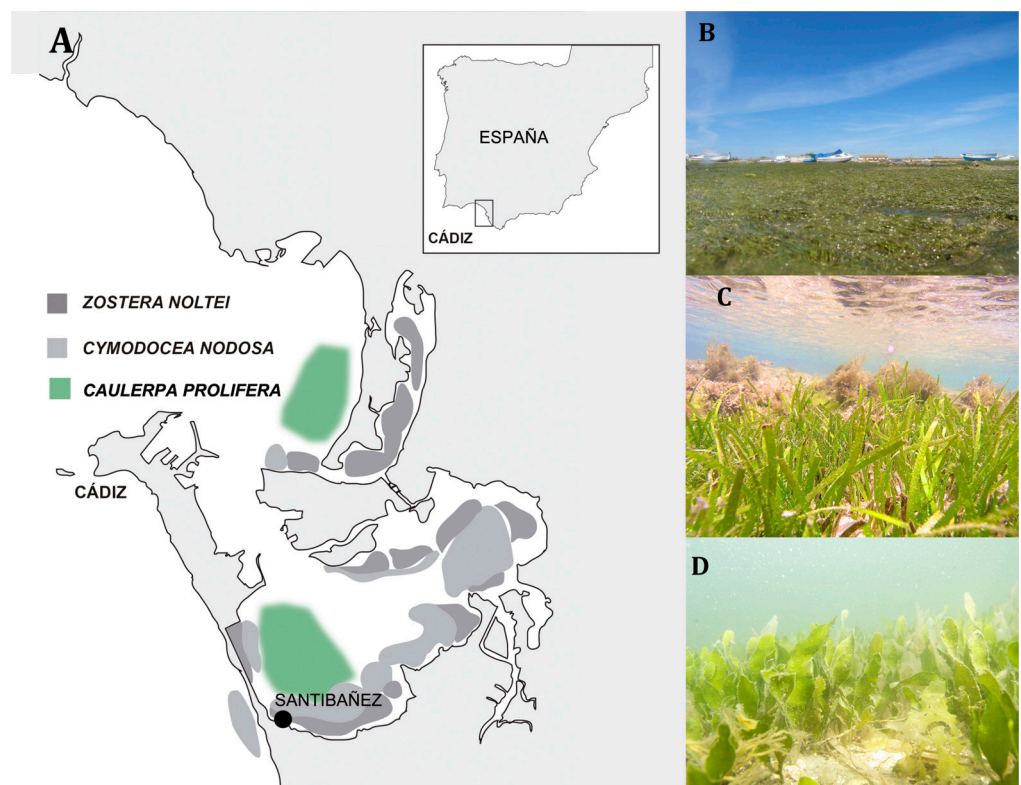 A
ESPAÑA
CÁDIZ
ZOSTERA NOLTEI
CYMODOCEA NODOSA
CAULERPA PROLIFERA
CÁDIZ
SANTIBAÑEZ
B
C
D